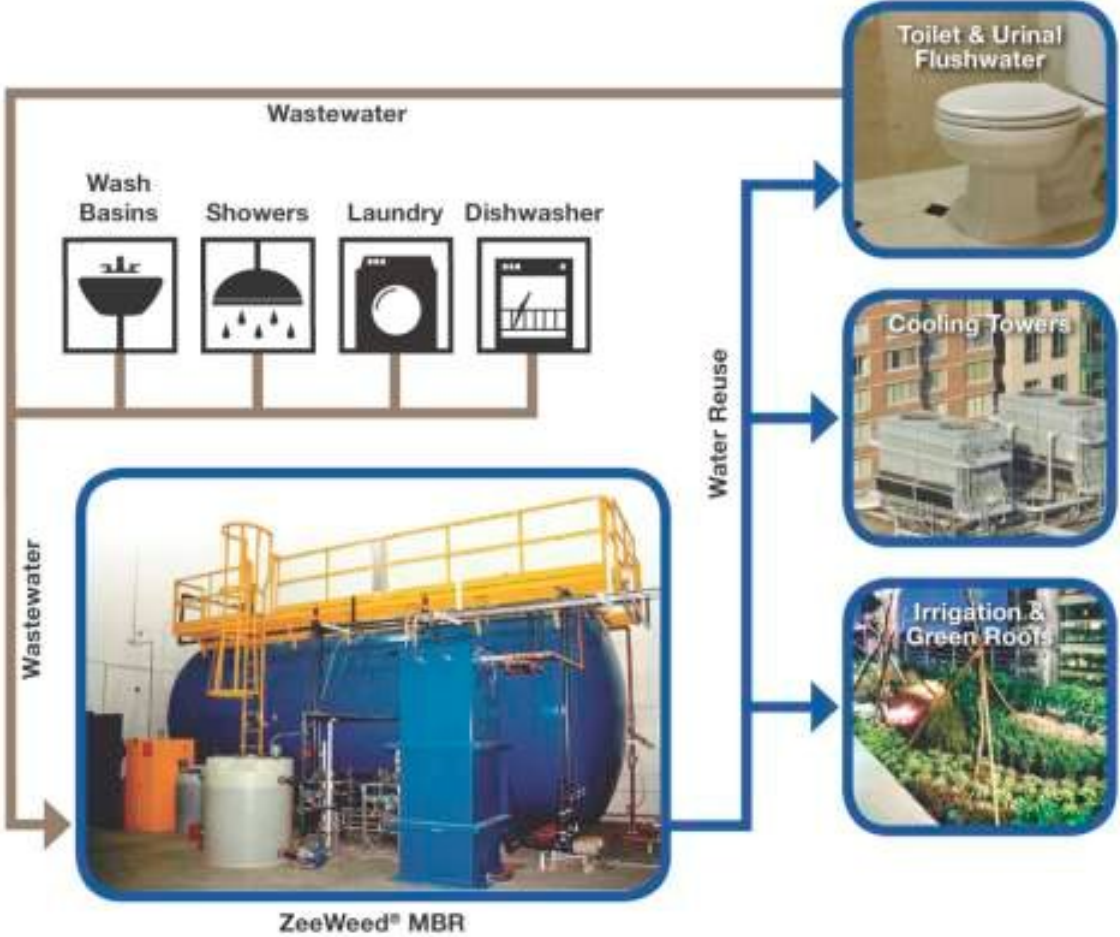 Toilet & Urinal
Flushwater
Wastewater
Wash
Basins
Showers
Laundry
Dishwasher
Cooling Towers
Water Reuse
Wastewater
Irrigation &
Green Roofs
ZeeWeed® MBR